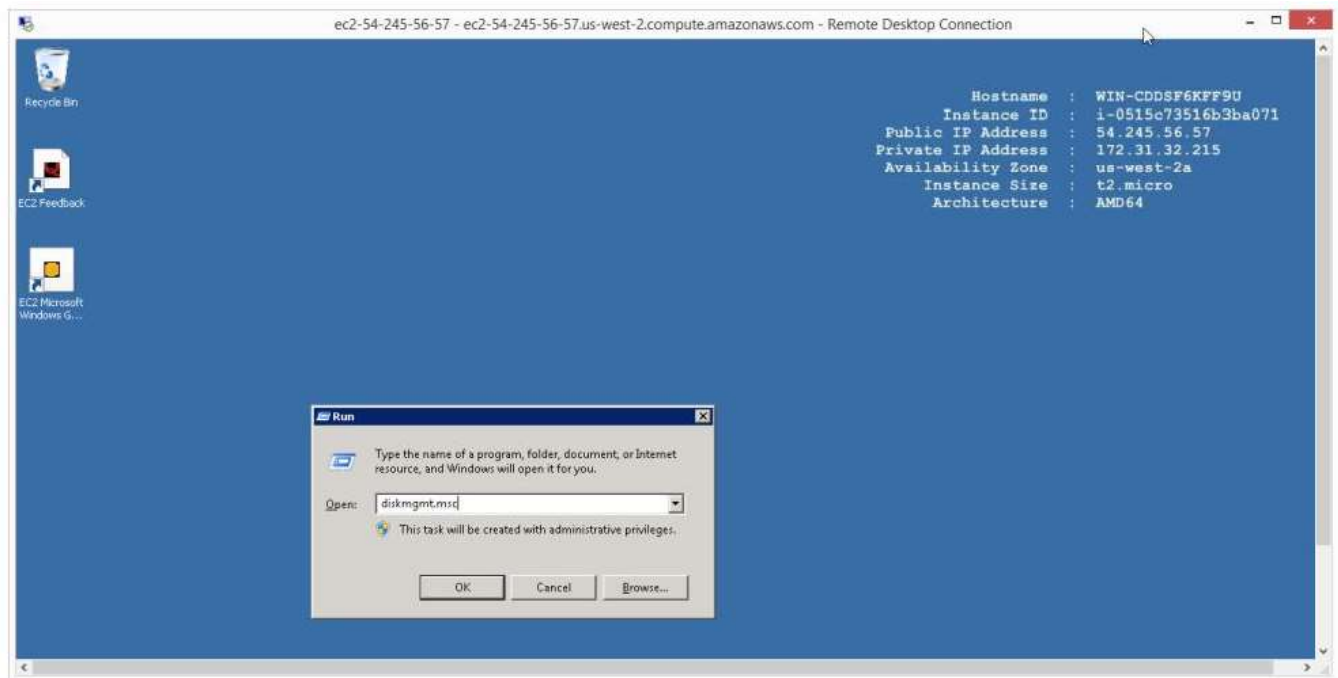 ec2-54-245-56-57 - ec2-54-245-56-57.us-west-2.compute.amazonaws.com - Remote Desktop Connection
Recycle Bin
EC2 Feedback
EC2 Microsoft
Windows G...
Hostname : WIN-CDDSF6KFF9U
Instance ID : i-0515c73516b3ba071
Public IP Address : 54.245.56.57
Private IP Address : 172.31.32.215
Availability Zone : us-west-2a
Instance Size : t2.micro
Architecture : AMD64
Run
Type the name of a program, folder, document, or Internet
resource, and Windows will open it for you.
Open: diskmgmt.msc
This task will be created with administrative privileges.
OK Cancel Browse...